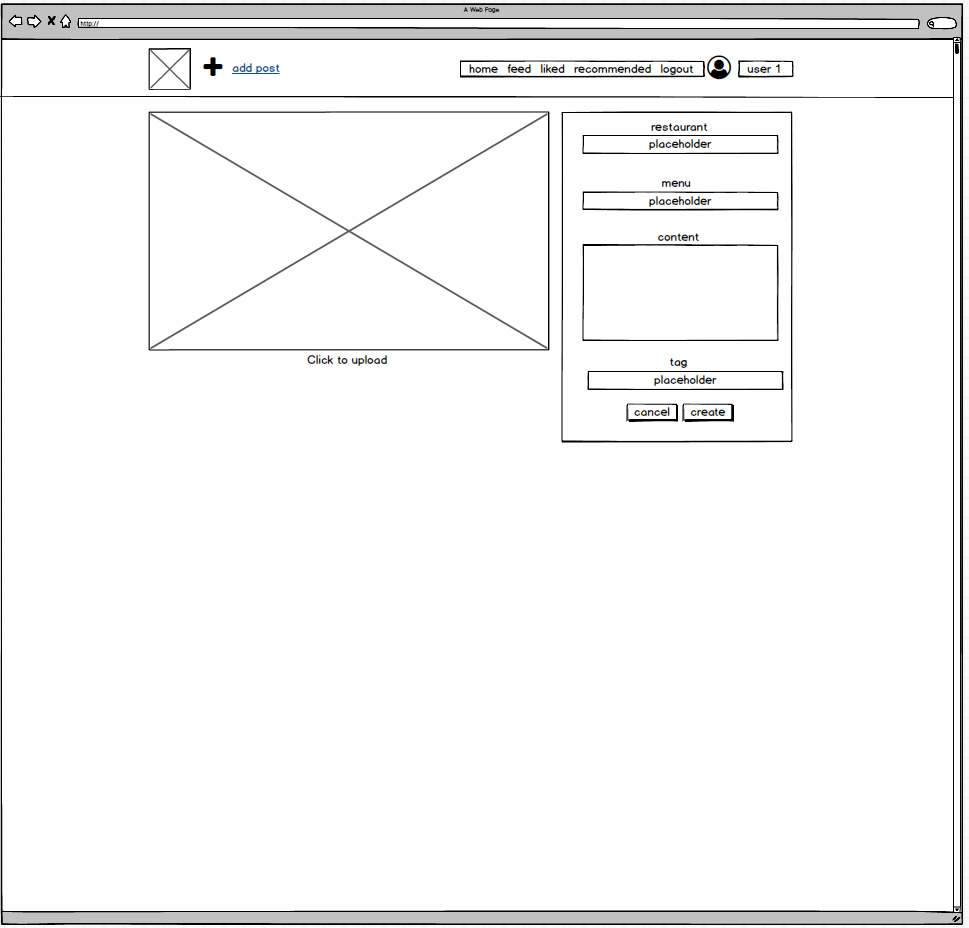 A Web Page
http://
add post
home feed liked recommended logout
user 1
restaurant
placeholder
menu
placeholder
content
Click to upload
tag
placeholder
cancel create